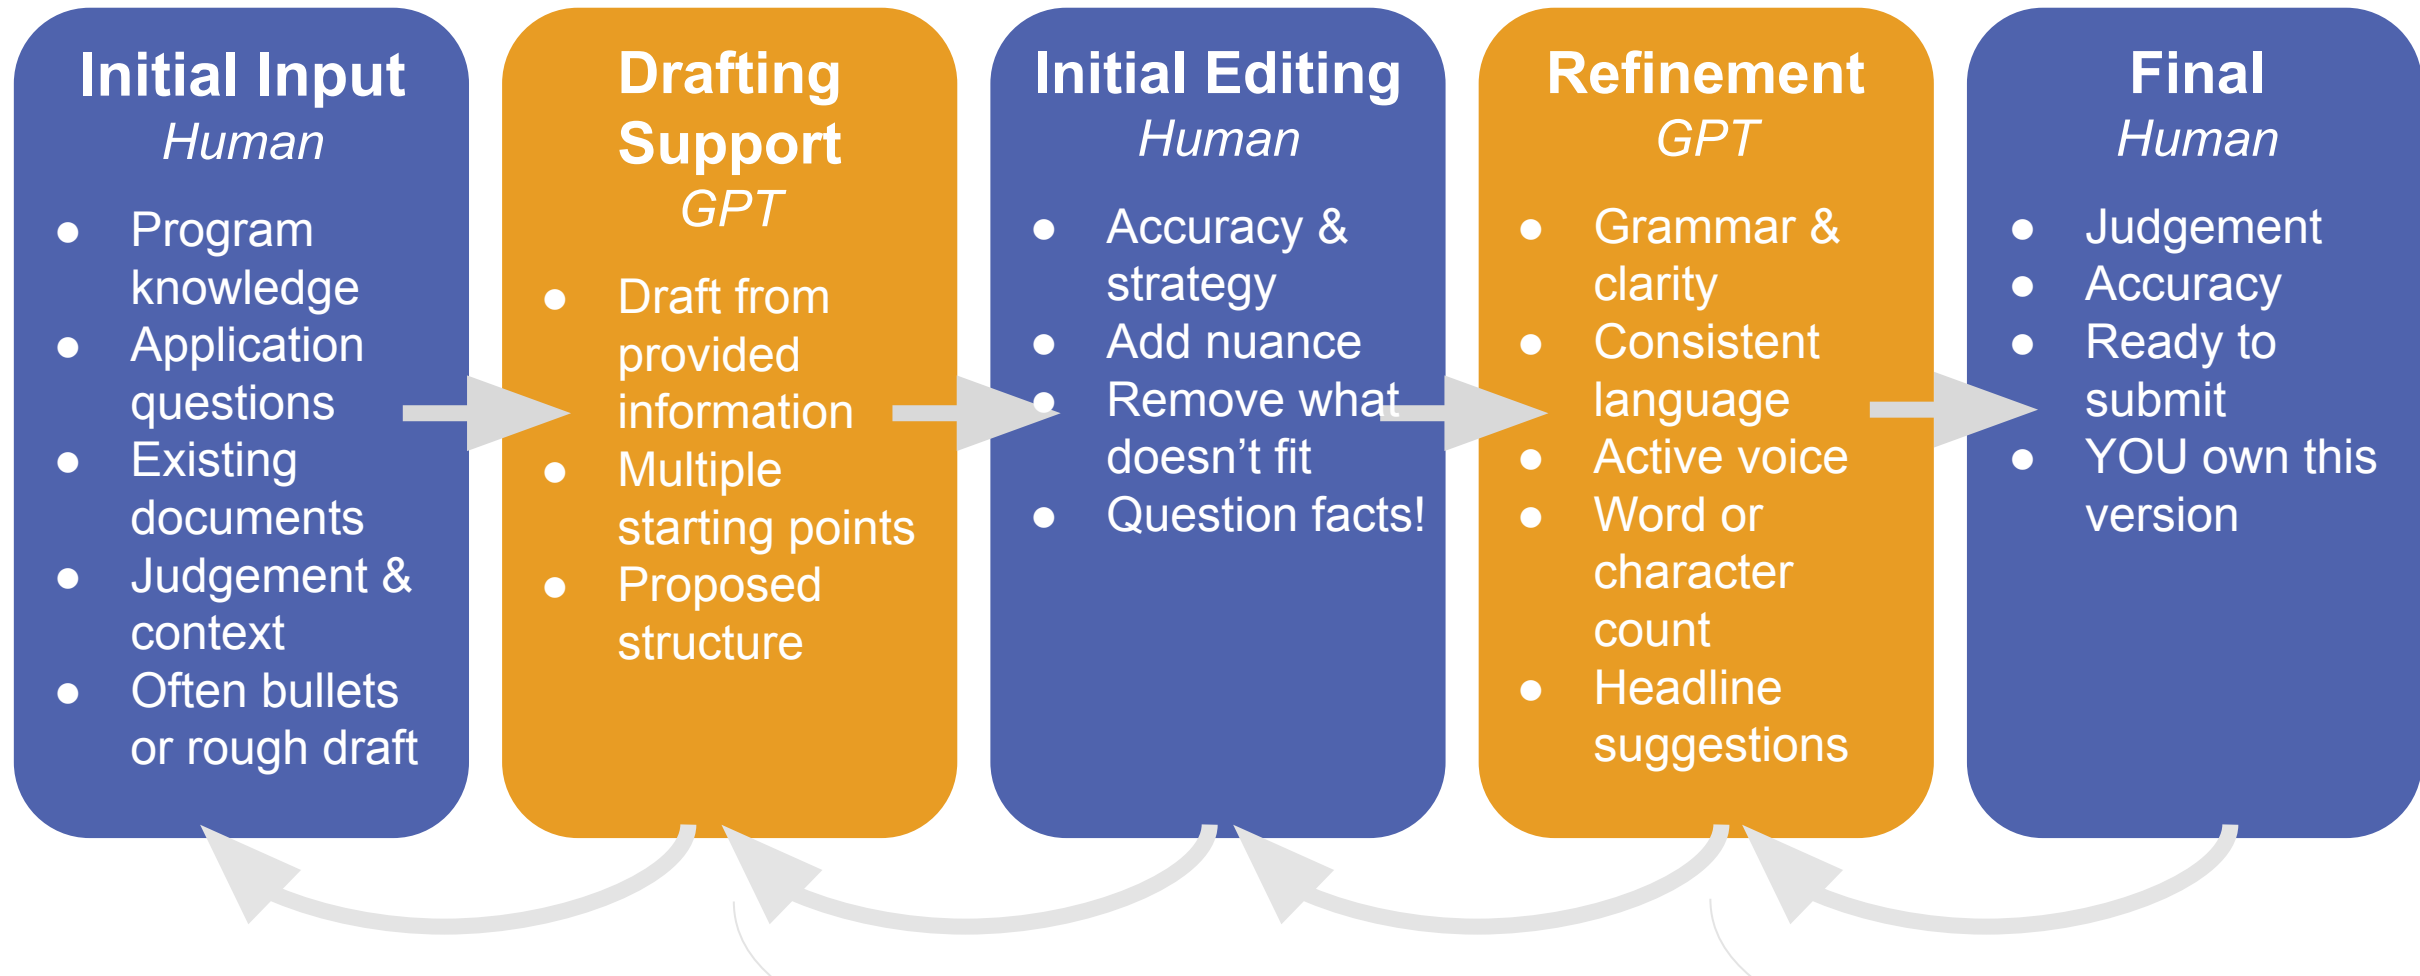 Initial Input
Human
● Program
knowledge
● Application
questions
● Existing
documents
● Judgement &
context
● Often bullets
or rough draft
Drafting
Support
GPT
● Draft from
provided
information
● Multiple
starting points
● Proposed
structure
Initial Editing
Human
● Accuracy &
strategy
● Add nuance
● Remove what
doesn’t fit
● Question facts!
Refinement
GPT
● Grammar &
clarity
● Consistent
language
● Active voice
● Word or
character
count
● Headline
suggestions
Final
Human
● Judgement
● Accuracy
● Ready to
submit
● YOU own this
version